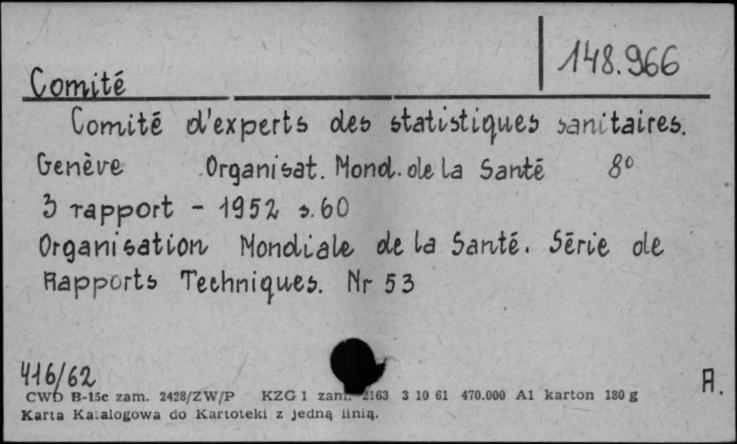 148.966
Comité
Comité d'experts des statistiques sanitaires.
Genève Organisat. Mond. de la Santé 8°
3 rapport - 1952 s. 60
Organisation Mondiale de la Santé. Série de
Rapports Techniques. Nr 53
416/62
A.
CWD B-15c zam. 2428/ZW/P KZG 1 zam. 2163 3 10 61 470.000 A1 karton 180 g
Karta Katalogowa do Kartoteki z jedną linią.